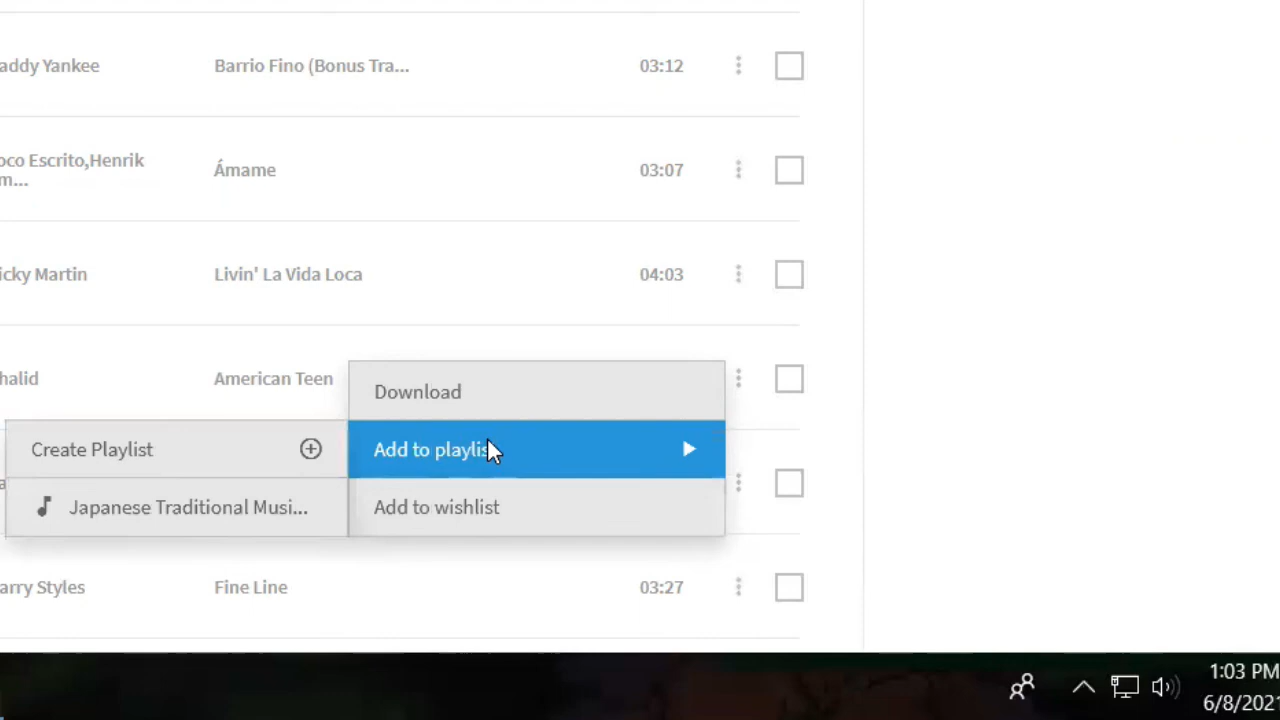 addy Yankee
Barrio Fino (Bonus Tra...
03:12
oco Escrito,Henrik
m...
Ámame
03:07
icky Martin
Livin' La Vida Loca
04:03
halid
American Teen
Download
Create Playlist
Add to playlis
Japanese Traditional Musi...
Add to wishlist
arry Styles
Fine Line
03:27
1:03 PM
6/8/2021